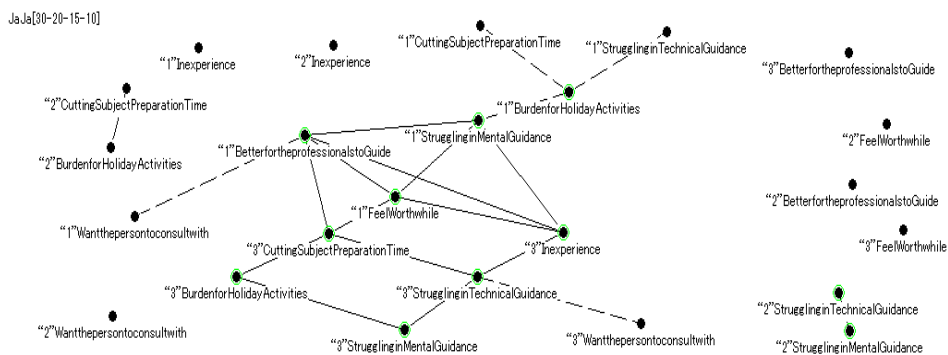 JaJa[30-20-15-10]
“1”CuttingSubjectPreparationTime
“1”StrugglinginTechnicalGuidance
“1”Inexperience
“2”Inexperience
“3”BetterfortheprofessionalstoGuide
“2”CuttingSubjectPreparationTime
“1”BurdenforHolidayActivities
“1”StrugglinginMentalGuidance
“2”FeelWorthwhile
“1”BetterfortheprofessionalstoGuide
“2”BurdenforHolidayActivities
“2”BetterfortheprofessionalstoGuide
“1”FeelWorthwhile
“1”Wantthepersontoconsultwith
“3”FeelWorthwhile
“3”CuttingSubjectPreparationTime
“3”Inexperience
“3”BurdenforHolidayActivities
“3”StrugglinginTechnicalGuidance
“2”StrugglinginTechnicalGuidance
“2”Wantthepersontoconsultwith
“3”Wantthepersontoconsultwith
“3”StrugglinginMentalGuidance
“2”StrugglinginMentalGuidance